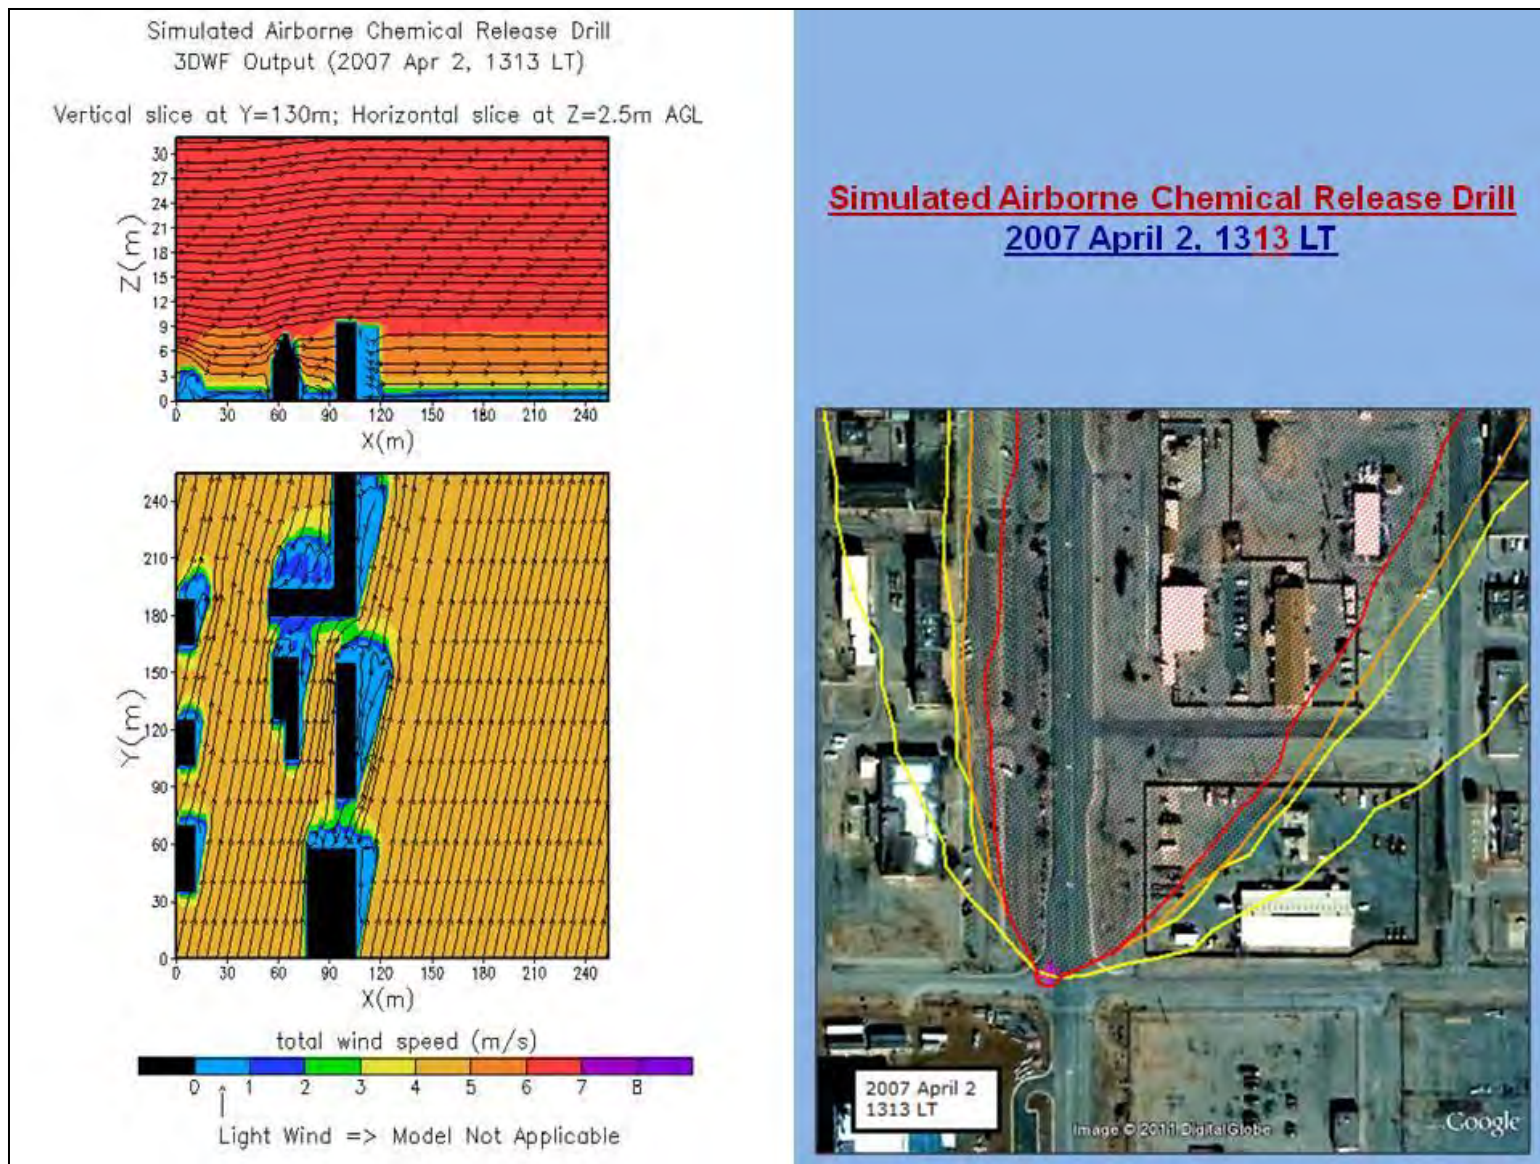 Simulated Airborne Chemical Release Drill
3DWF Output (2007 Apr 2, 1313 LT)
Vertical slice at Y=130m; Horizontal slice at Z=2.5m AGL
30
27
24
21
18
15
12
9
6
3
0
Z(m)
0 30 60 90 120 150 180 210 240
X(m)
240
210
180
150
120
90
60
30
0
Y(m)
0 30 60 90 120 150 180 210 240
X(m)
total wind speed (m/s)
0 1 2 3 4 5 6 7 8
Light Wind => Model Not Applicable
Simulated Airborne Chemical Release Drill
2007 April 2, 1313 LT
2007 April 2
1313 LT
Image © 2011 DigitalGlobe
Google